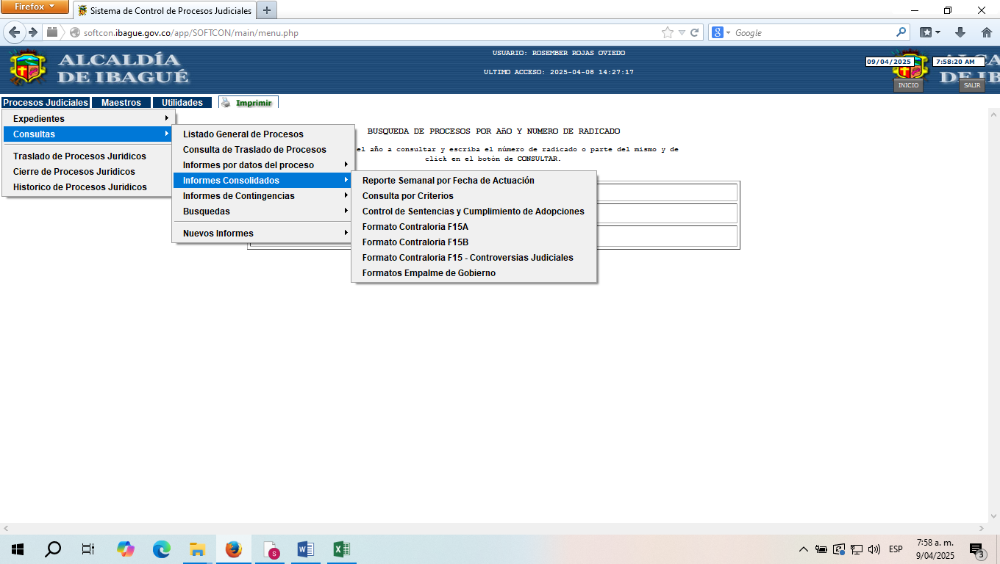 Firefox
Sistema de Control de Procesos Judiciales
softcon.ibague.gov.co/app/SOFTCON/main/menu.php
8
Google
ALCALDÍA
DE IBAGUÉ
USUARIO: ROSEMBER ROJAS OVIEDO
ULTIMO ACCESO: 2025-04-08 14:27:17
09/04/2025
7:58:20 AM
INICIO
SALIR
Procesos Judiciales
Maestros
Utilidades
Imprimir
Expedientes
Consultas
Traslado de Procesos Juridicos
Cierre de Procesos Juridicos
Historico de Procesos Juridicos
Listado General de Procesos
Consulta de Traslado de Procesos
Informes por datos del proceso
Informes Consolidados
Informes de Contingencias
Busquedas
Nuevos Informes
BUSQUEDA DE PROCESOS POR AñO Y NUMERO DE RADICADO
el año a consultar y escriba el número de radicado o parte del mismo y de
click en el botón de CONSULTAR.
Reporte Semanal por Fecha de Actuación
Consulta por Criterios
Control de Sentencias y Cumplimiento de Adopciones
Formato Contraloria F15A
Formato Contraloria F15B
Formato Contraloria F15 - Controversias Judiciales
Formatos Empalme de Gobierno
S
W
X
ESP
7:58 a. m.
9/04/2025
3